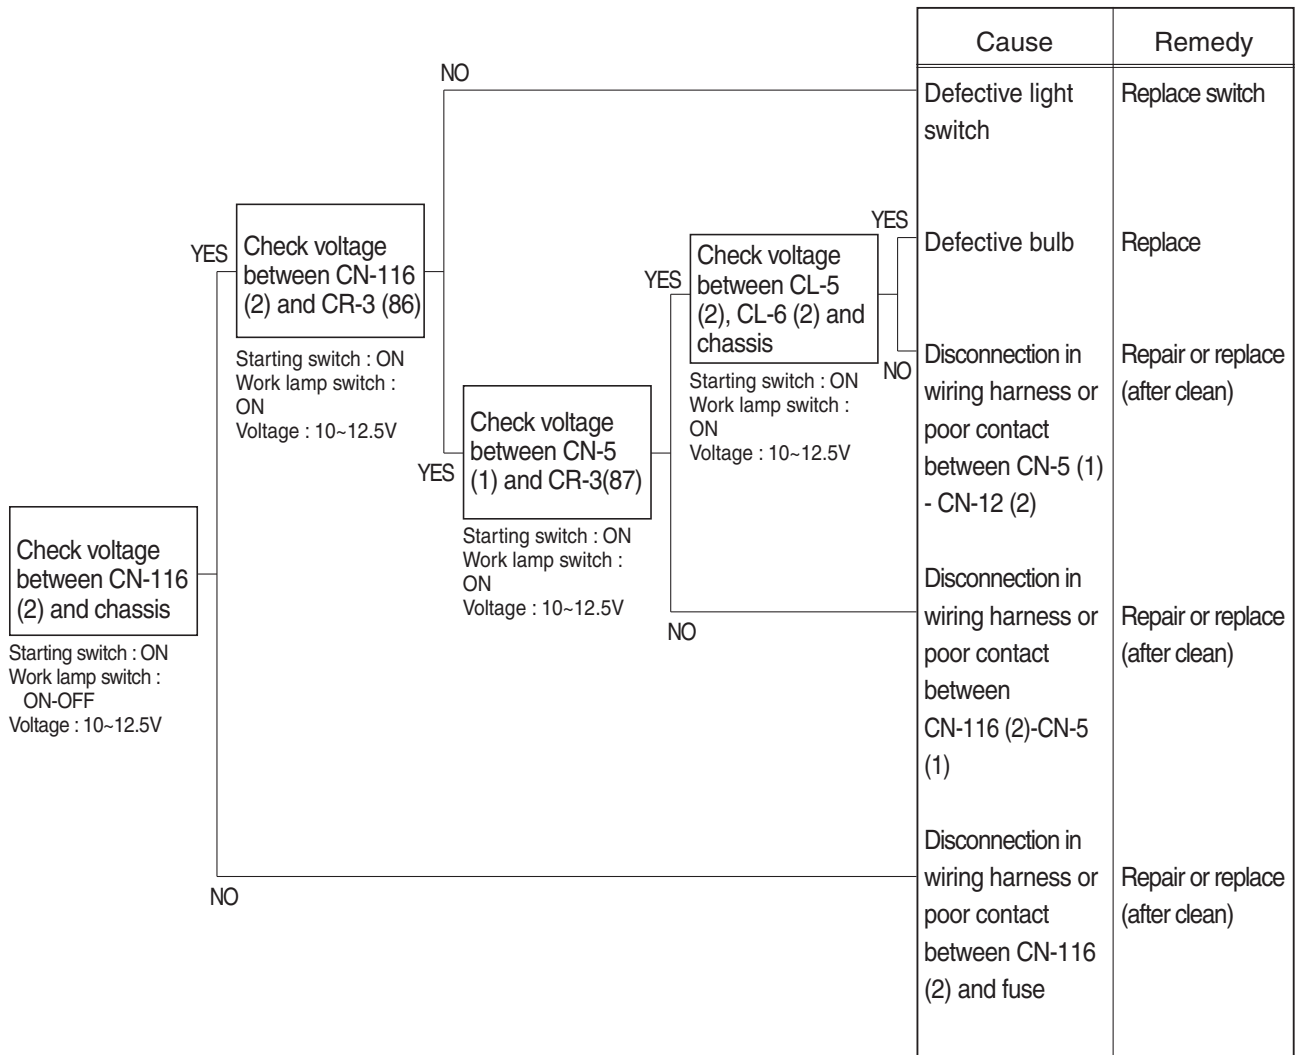 Cause
Remedy
NO
Defective light
switch
Replace switch
YES
Check voltage
between CN-116
(2) and CR-3 (86)
Starting switch : ON
Work lamp switch :
ON
Voltage : 10~12.5V
YES
Check voltage
between CL-5
(2), CL-6 (2) and
chassis
Starting switch : ON
Work lamp switch :
ON
Voltage : 10~12.5V
YES
Defective bulb
Replace
NO
Disconnection in
wiring harness or
poor contact
between CN-5 (1)
- CN-12 (2)
Repair or replace
(after clean)
YES
Check voltage
between CN-5
(1) and CR-3(87)
Starting switch : ON
Work lamp switch :
ON
Voltage : 10~12.5V
NO
Disconnection in
wiring harness or
poor contact
between
CN-116 (2)-CN-5
(1)
Repair or replace
(after clean)
Check voltage
between CN-116
(2) and chassis
Starting switch : ON
Work lamp switch :
ON-OFF
Voltage : 10~12.5V
NO
Disconnection in
wiring harness or
poor contact
between CN-116
(2) and fuse
Repair or replace
(after clean)